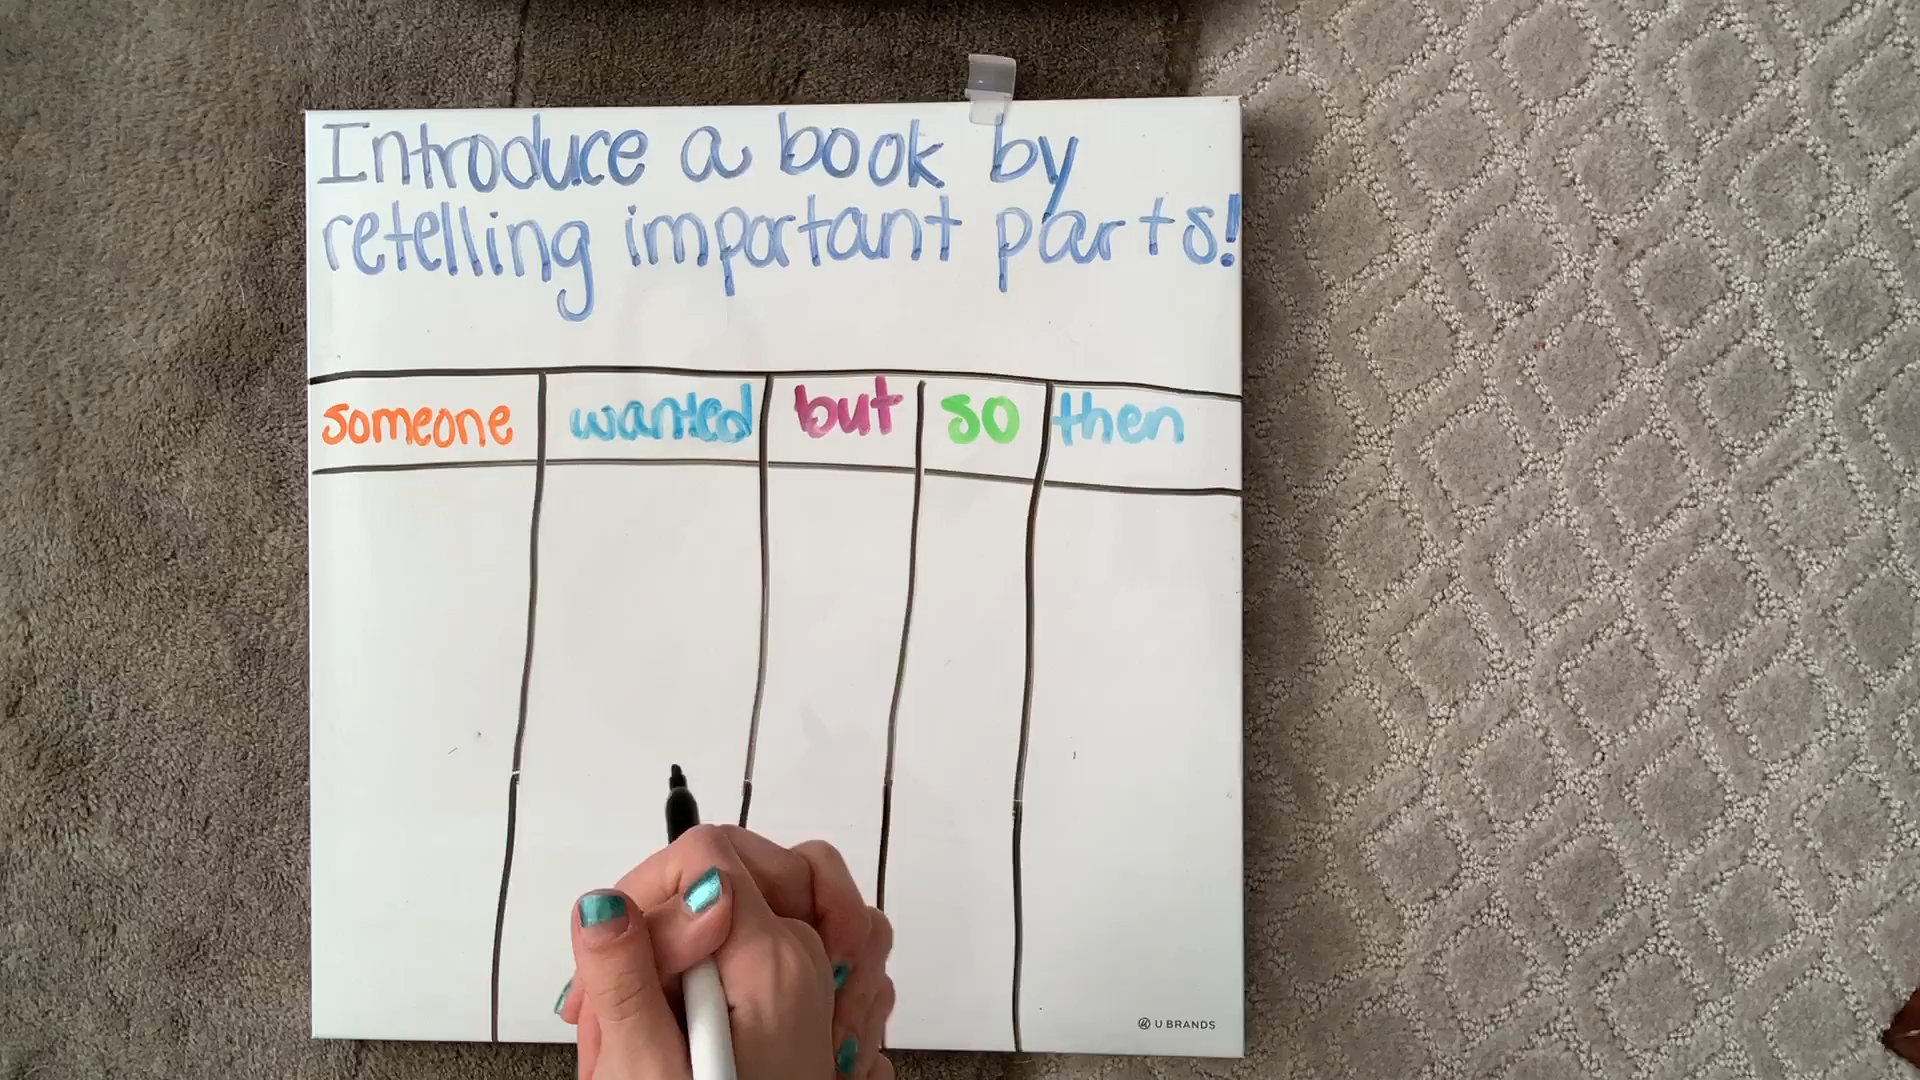 Introduce a book by
retelling important parts!
someone wanted but so then
U BRANDS